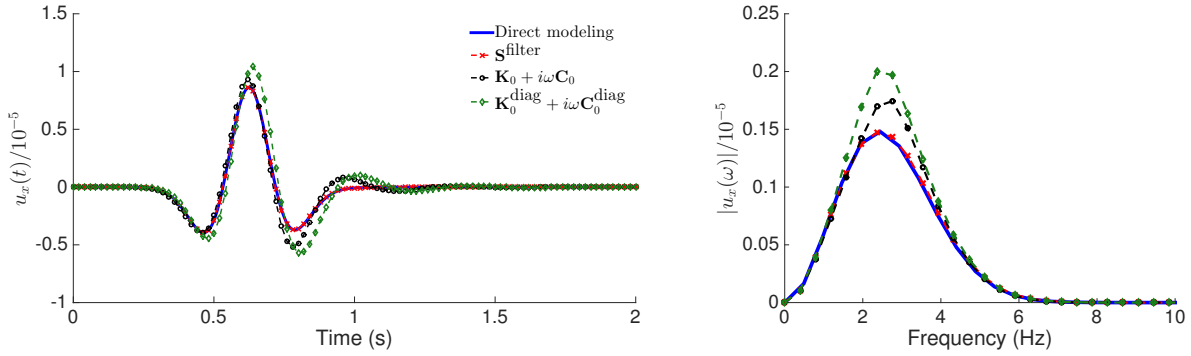 1.5
1
0.5
0
-0.5
-1
0
0.5
1
1.5
2
Time (s)
u_x(t)/10^{-5}
Direct modeling
S^{filter}
K_0 + iωC_0
K_0^{diag} + iωC_0^{diag}
0.25
0.20
0.15
0.10
0.05
0
0
2
4
6
8
10
Frequency (Hz)
|u_x(ω)|/10^{-5}